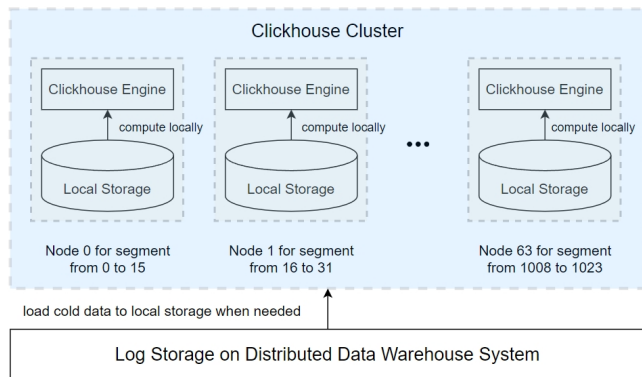 Clickhouse Cluster
Clickhouse Engine
compute locally
Local Storage
Node 0 for segment
from 0 to 15
Clickhouse Engine
compute locally
Local Storage
Node 1 for segment
from 16 to 31
•••
Clickhouse Engine
compute locally
Local Storage
Node 63 for segment
from 1008 to 1023
load cold data to local storage when needed
Log Storage on Distributed Data Warehouse System